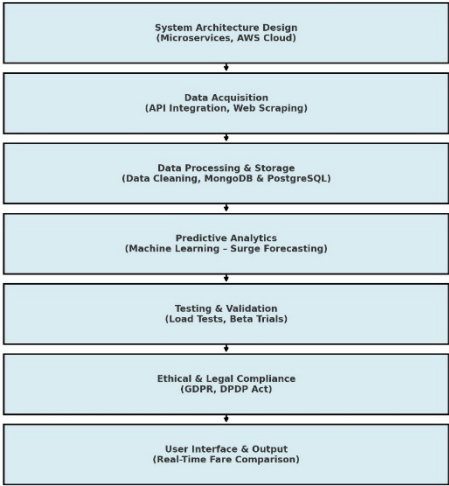 System Architecture Design
(Microservices, AWS Cloud)
Data Acquisition
(API Integration, Web Scraping)
Data Processing & Storage
(Data Cleaning, MongoDB & PostgreSQL)
Predictive Analytics
(Machine Learning – Surge Forecasting)
Testing & Validation
(Load Tests, Beta Trials)
Ethical & Legal Compliance
(GDPR, DPDP Act)
User Interface & Output
(Real-Time Fare Comparison)